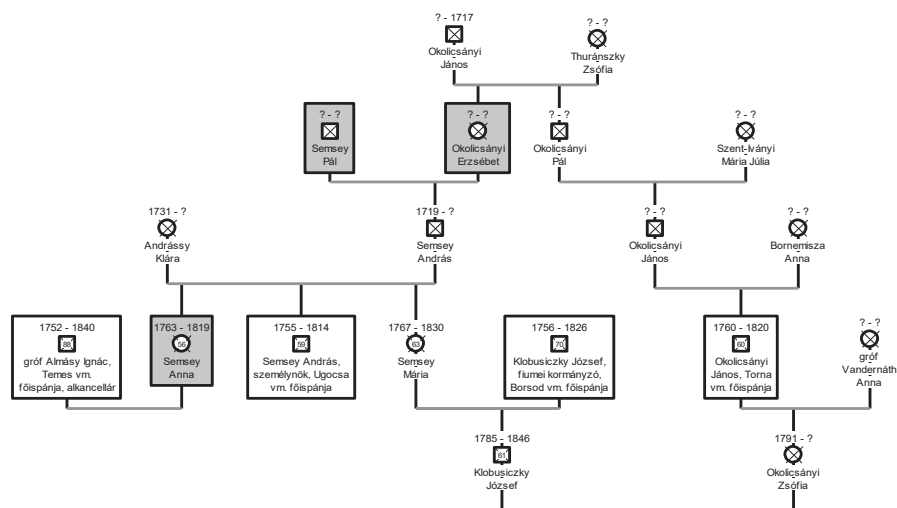 ? - 1717
Okolicsányi
János
? - ?
Thuránszky
Zsófia
? - ?
Semsey
Pál
? - ?
Okolicsányi
Erzsébet
? - ?
Okolicsányi
Pál
? - ?
Szent-Iványi
Mária Júlia
1731 - ?
Andrássy
Klára
1719 - ?
Semsey
András
? - ?
Okolicsányi
János
? - ?
Bornemisza
Anna
1752 - 1840
88
gróf Almásy Ignác,
Temes vm.
főispánja, alkancellár
1763 - 1819
56
Semsey
Anna
1755 - 1814
59
Semsey András,
személynök, Ugocsa
vm. főispánja
1767 - 1830
63
Semsey
Mária
1756 - 1826
70
Klobusiczky József,
fiumei kormányzó,
Borsod vm. főispánja
1760 - 1820
60
Okolicsányi
János, Torna
vm. főispánja
? - ?
gróf
Vandernáth
Anna
1785 - 1846
61
Klobusiczky
József
1791 - ?
Okolicsányi
Zsófia